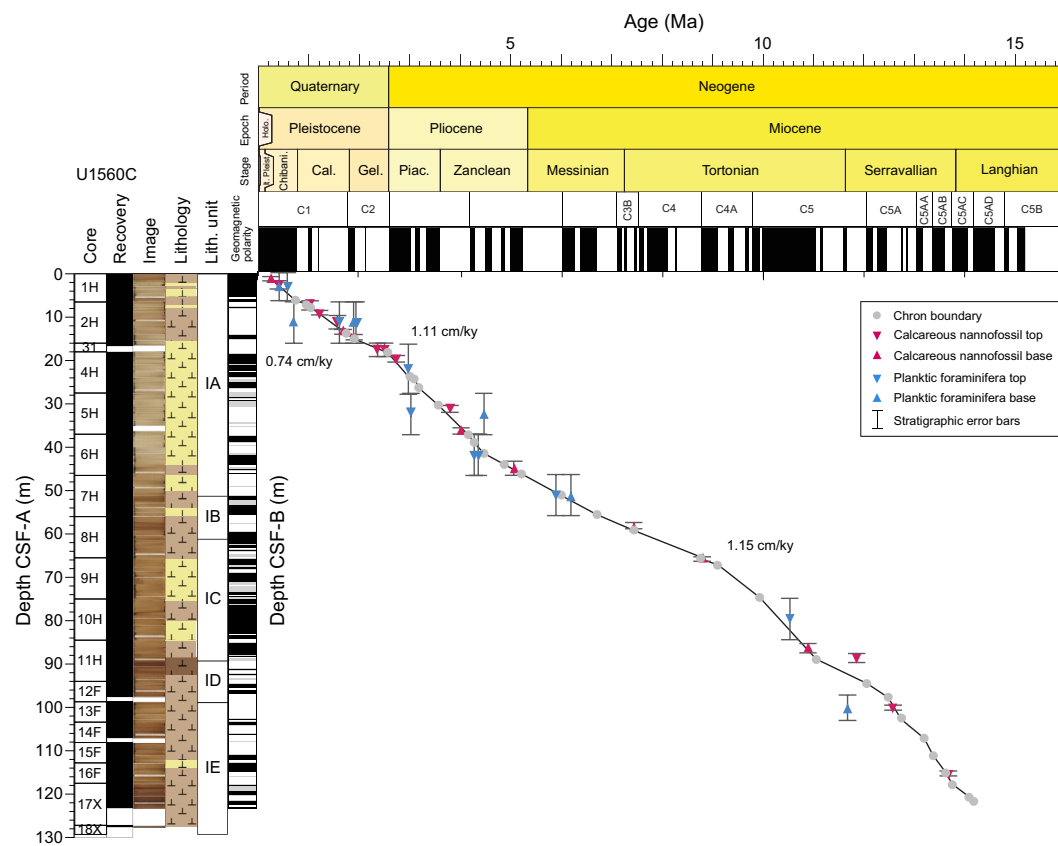 Age (Ma)
5 10 15
Period
Quaternary Neogene
Epoch
Holo. Pleistocene Pliocene Miocene
Stage
lt. Pleist. Chibani. Cal. Gel. Piac. Zanclean Messinian Tortonian Serravallian Langhian
C1 C2 C3B C4 C4A C5 C5A C5AA C5AB C5AC C5AD C5B
U1560C
Core
Recovery
Image
Lithology
Lith. unit
Geomagnetic
polarity
Depth CSF-A (m)
0
10
20
30
40
50
60
70
80
90
100
110
120
130
1H
2H
31
4H
5H
6H
7H
8H
9H
10H
11H
12F
13F
14F
15F
16F
17X
18X
IA
IB
IC
ID
IE
Depth CSF-B (m)
0.74 cm/ky
1.11 cm/ky
1.15 cm/ky
Chron boundary
Calcareous nannofossil top
Calcareous nannofossil base
Planktic foraminifera top
Planktic foraminifera base
Stratigraphic error bars